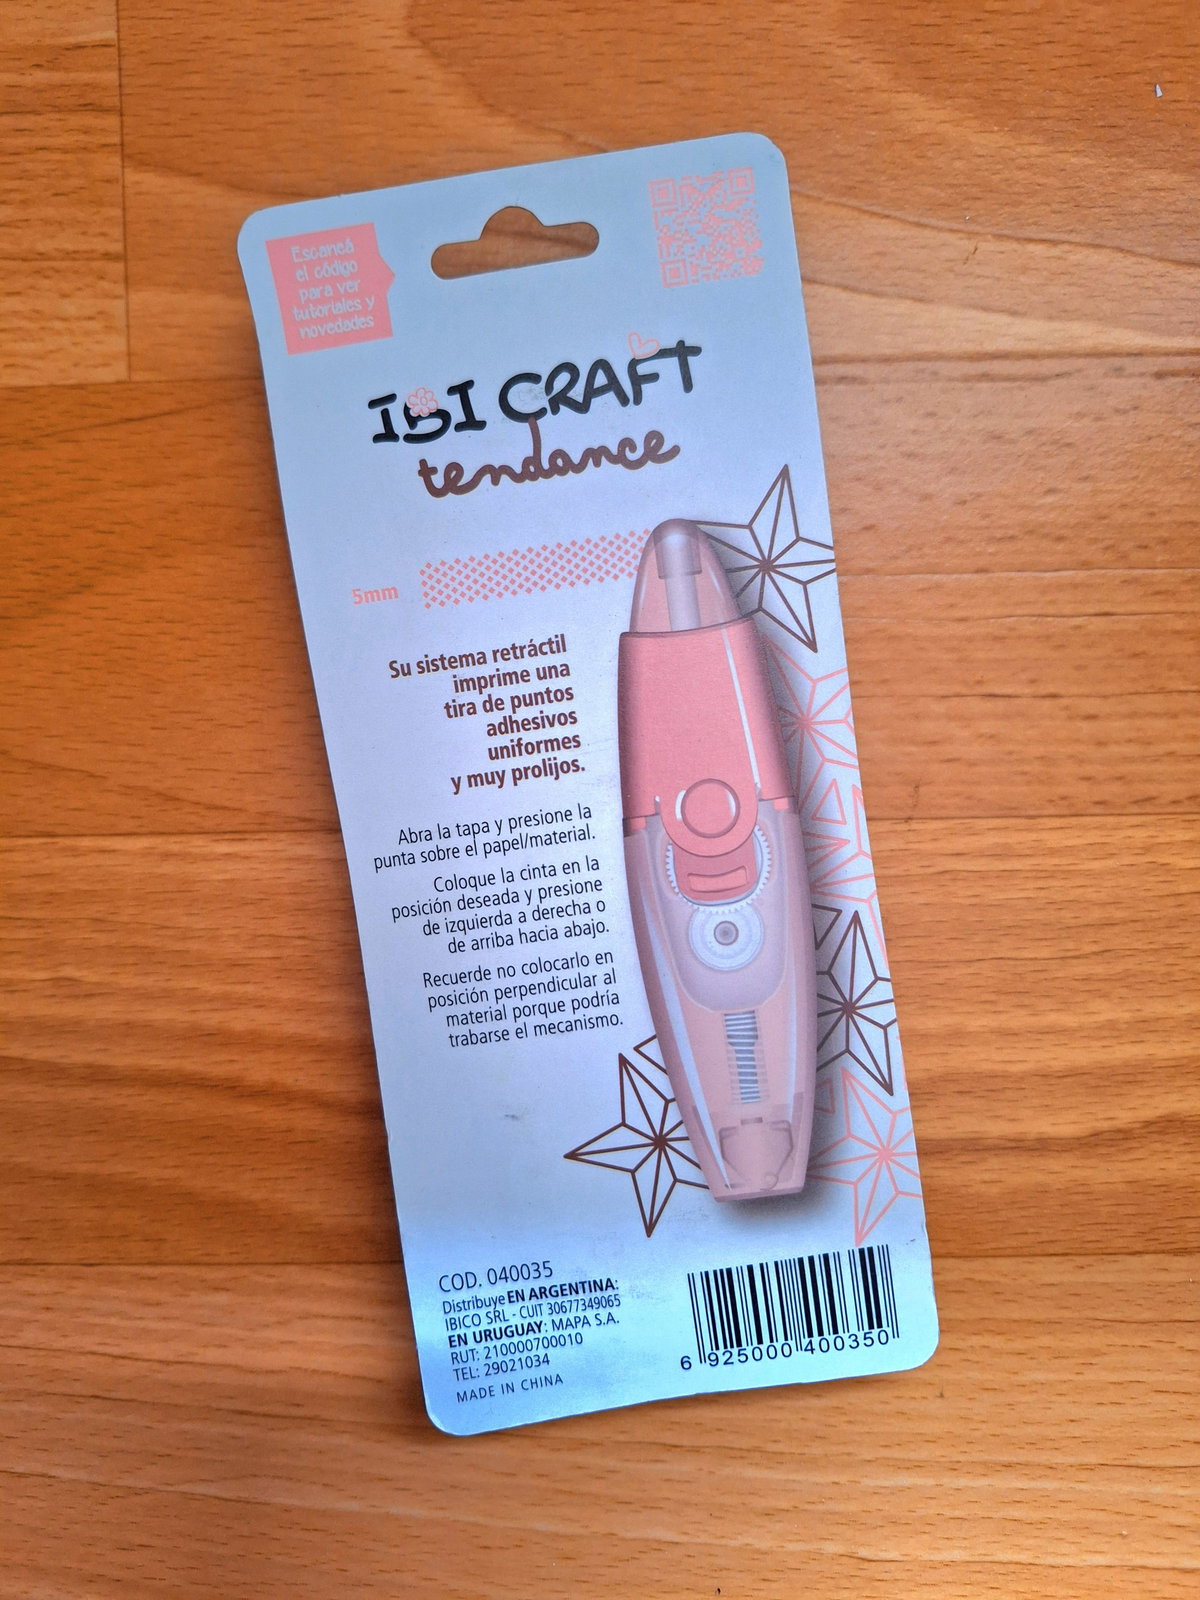 Escaneá
el código
para ver
tutoriales y
novedades
IBI CRAFT
tendance
5mm
Su sistema retráctil
imprime una
tira de puntos
adhesivos
uniformes
y muy prolijos.
Abra la tapa y presione la
punta sobre el papel/material.
Coloque la cinta en la
posición deseada y presione
de izquierda a derecha o
de arriba hacia abajo.
Recuerde no colocarlo en
posición perpendicular al
material porque podría
trabarse el mecanismo.
COD. 040035
Distribuye EN ARGENTINA:
IBICO SRL - CUIT 30677349065
EN URUGUAY: MAPA S.A.
RUT: 210000700010
TEL: 29021034
MADE IN CHINA
6 925000 400350